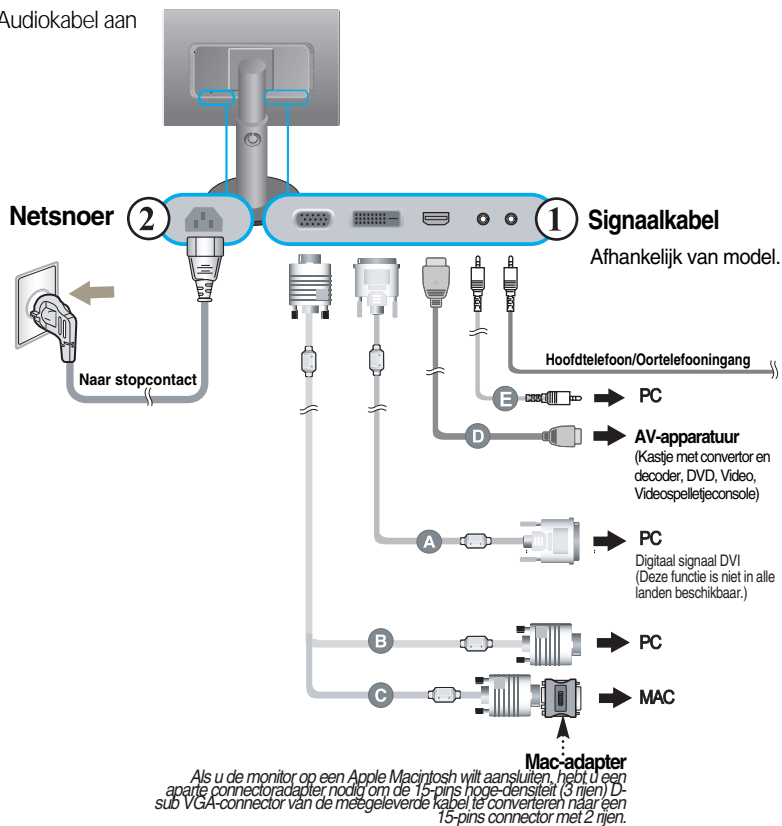 Audiokabel aan
Netsnoer 2
1 Signaalkabel
Afhankelijk van model.
Naar stopcontact
Hoofdtelefoon/Oortelefooningang
E PC
D AV-apparatuur
(Kastje met convertor en
decoder, DVD, Video,
Videospelletjeconsole)
A PC
Digitaal signaal DVI
(Deze functie is niet in alle
landen beschikbaar.)
B PC
C MAC
Mac-adapter
Als u de monitor op een Apple Macintosh wilt aansluiten, hebt u een
aparte connectoradapter nodig om de 15-pins hoge-densiteit (3 rijen) D-
sub VGA-connector van de meegeleverde kabel te converteren naar een
15-pins connector met 2 rijen.